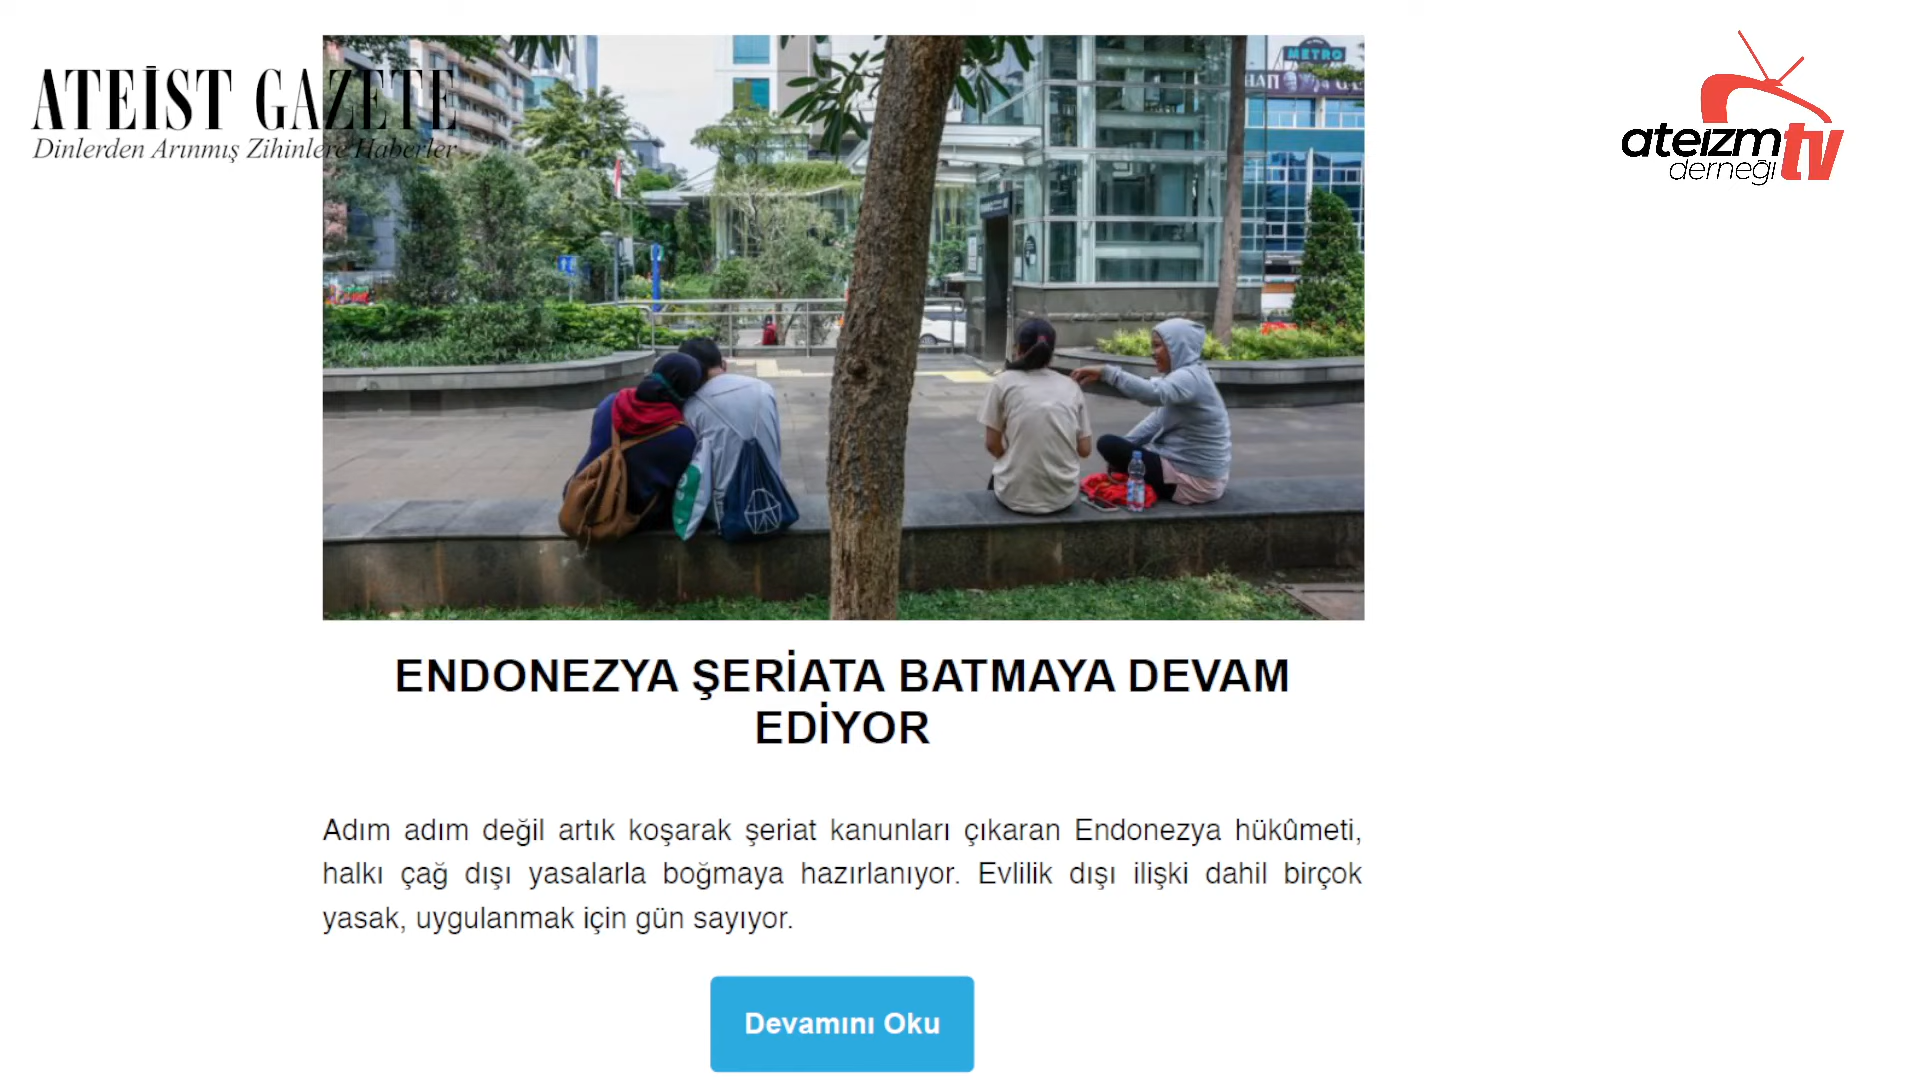 ATEİST GAZETE
Dinlerden Arınmış Zihinlere Haberler
ateizm
derneği
tv
METRO
ENDONEZYA ŞERİATA BATMAYA DEVAM
EDİYOR
Adım adım değil artık koşarak şeriat kanunları çıkaran Endonezya hükûmeti,
halkı çağ dışı yasalarla boğmaya hazırlanıyor. Evlilik dışı ilişki dahil birçok
yasak, uygulanmak için gün sayıyor.
Devamını Oku